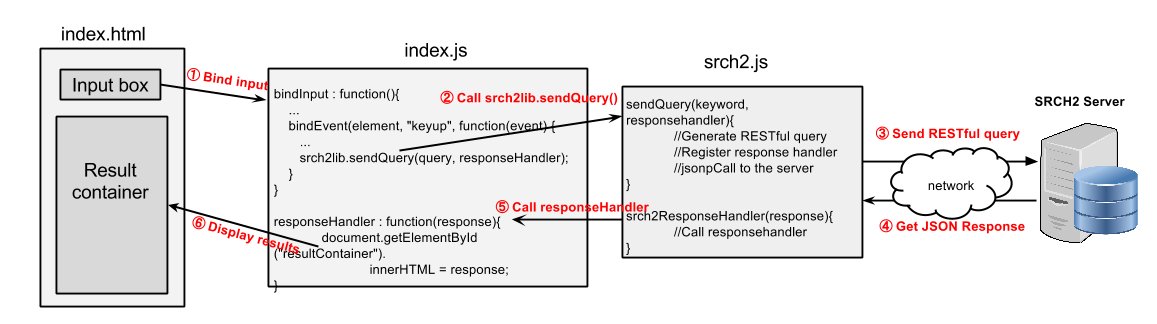 index.html
Input box
Result
container
① Bind input
index.js
bindInput : function(){
...
bindEvent(element, "keyup", function(event) {
...
srch2lib.sendQuery(query, responseHandler);
}
}
responseHandler : function(response){
document.getElementById
("resultContainer").
innerHTML = response;
}
② Call srch2lib.sendQuery()
⑤ Call responseHandler
⑥ Display results
srch2.js
sendQuery(keyword,
responsehandler){
//Generate RESTful query
//Register response handler
//jsonpCall to the server
}
srch2ResponseHandler(response){
//Call responsehandler
}
③ Send RESTful query
network
④ Get JSON Response
SRCH2 Server